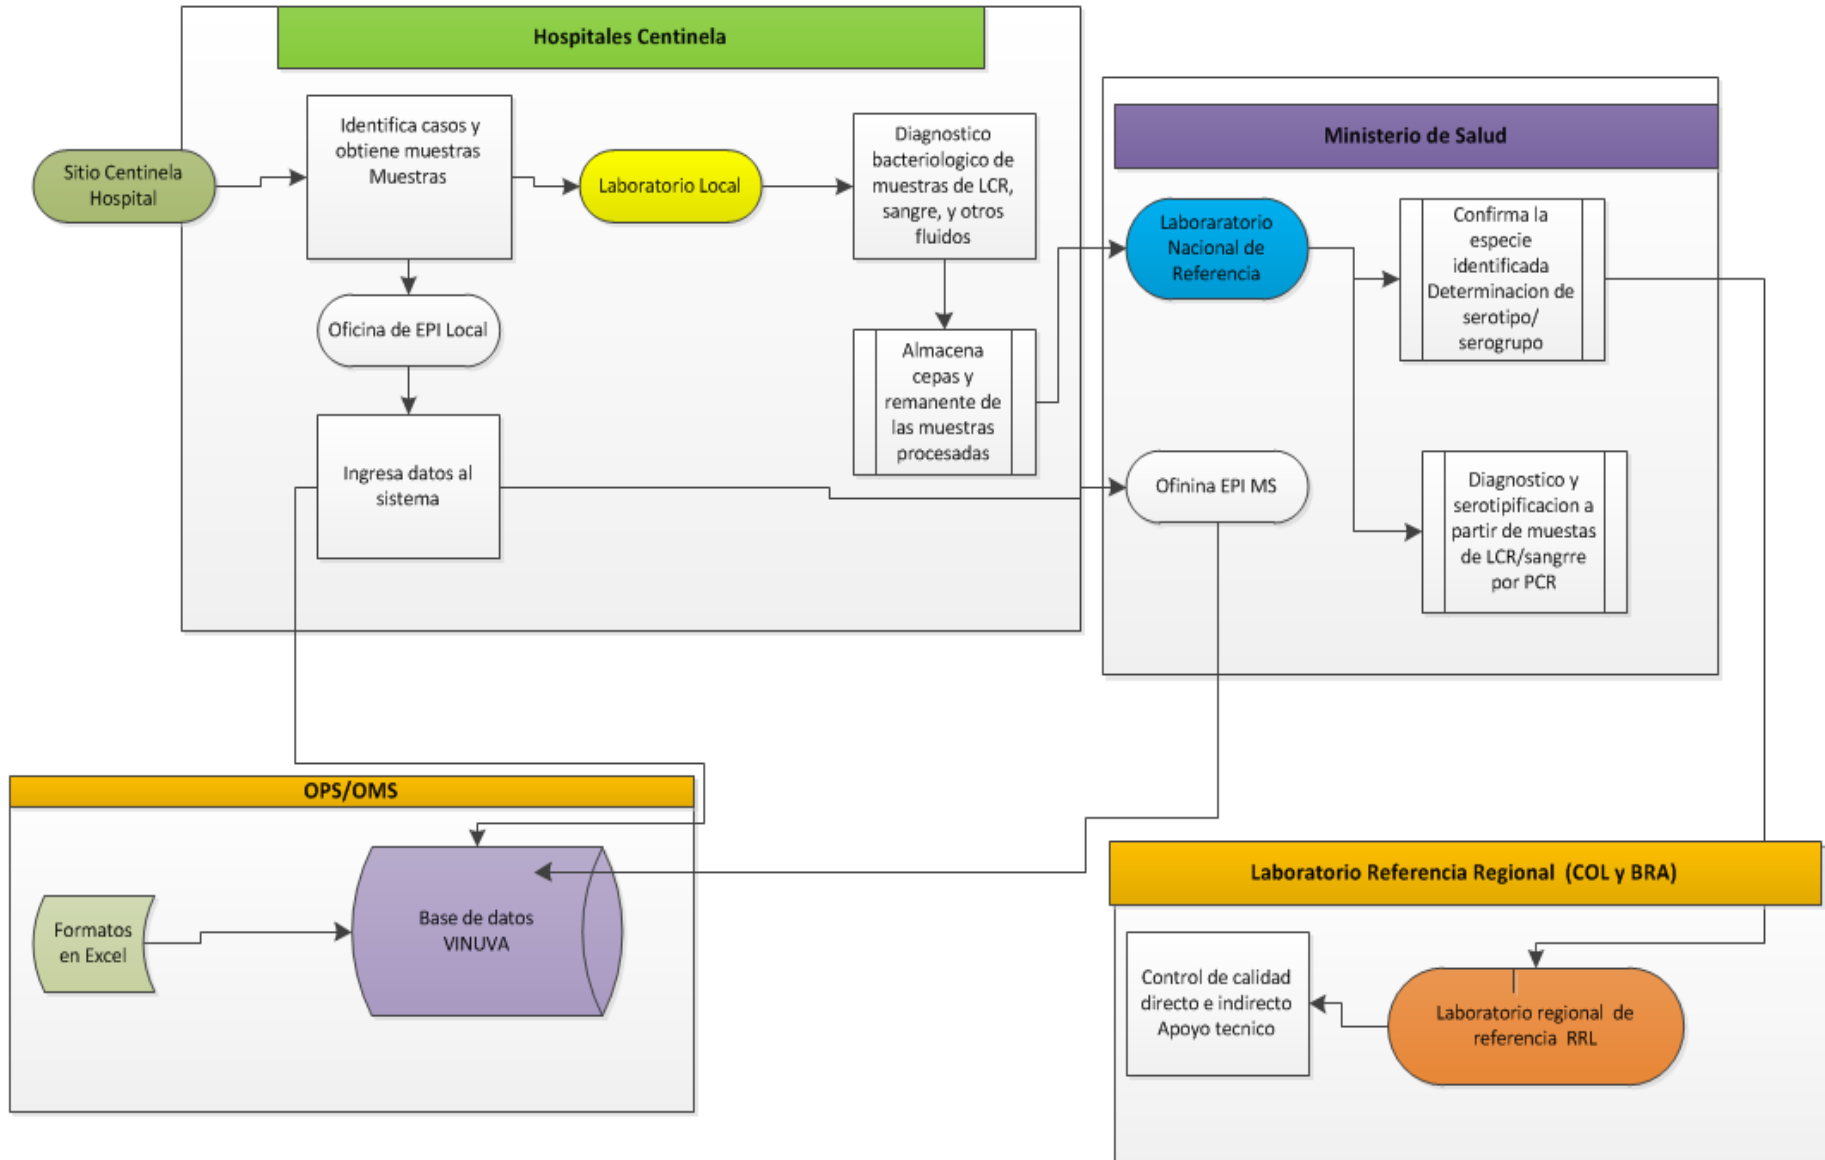 Hospitales Centinela
Sitio Centinela
Hospital
Identifica casos y
obtiene muestras
Muestras
Laboratorio Local
Diagnostico
bacteriologico de
muestras de LCR,
sangre, y otros
fluidos
Oficina de EPI Local
Almacena
cepas y
remanente de
las muestras
procesadas
Ingresa datos al
sistema
Ministerio de Salud
Laboraratorio
Nacional de
Referencia
Confirma la
especie
identificada
Determinacion de
serotipo/
serogrupo
Ofinina EPI MS
Diagnostico y
serotipificacion a
partir de muestas
de LCR/sangrre
por PCR
OPS/OMS
Formatos
en Excel
Base de datos
VINUVA
Laboratorio Referencia Regional (COL y BRA)
Control de calidad
directo e indirecto
Apoyo tecnico
Laboratorio regional de
referencia RRL